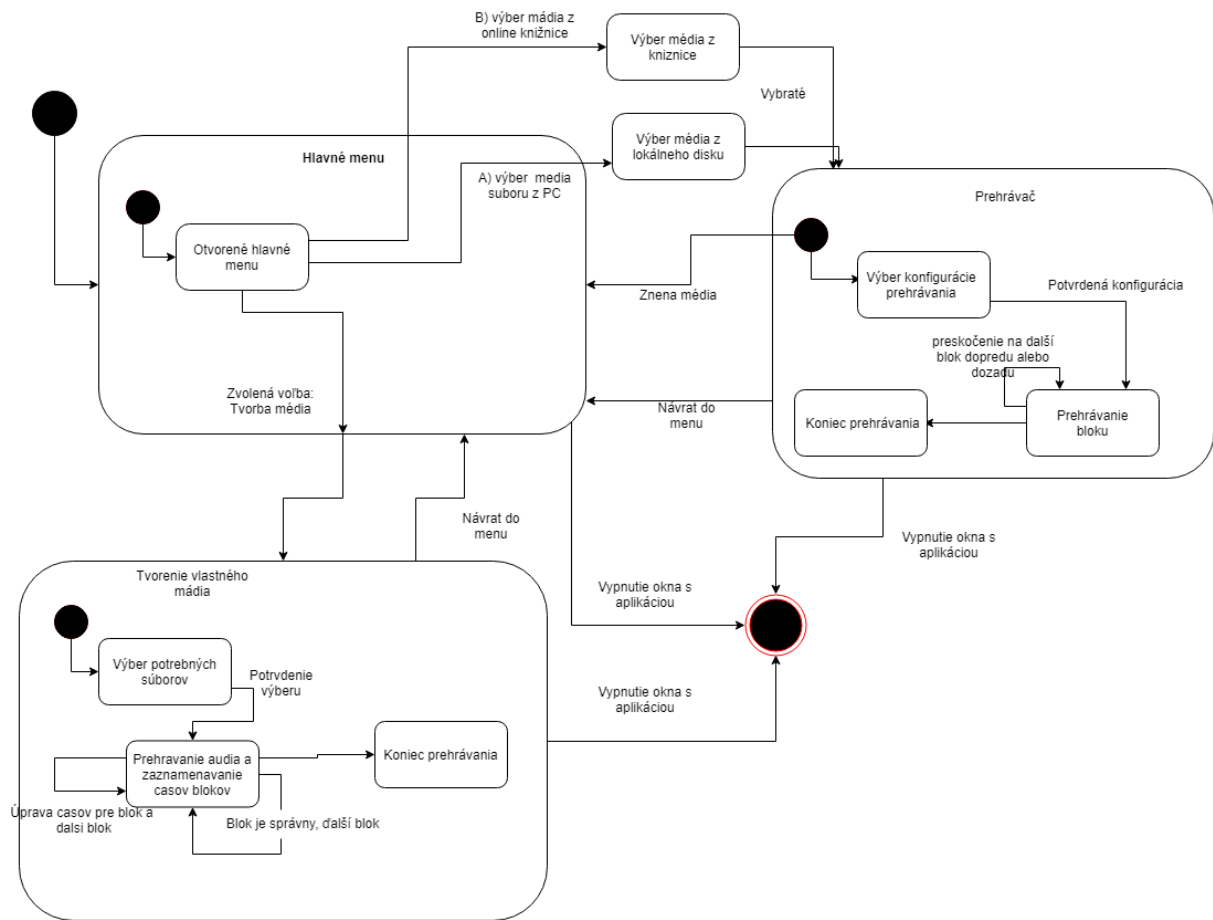 B) výber mádia z
online knižnice
Výber média z
kniznice
Vybraté
Výber média z
lokálneho disku
Hlavné menu
A) výber media
suboru z PC
Prehrávač
Otvorené hlavné
menu
Výber konfigurácie
prehrávania
Potvrdená konfigurácia
Znena média
preskočenie na další
blok dopredu alebo
dozadu
Zvolená voľba:
Tvorba média
Návrat do
menu
Koniec prehrávania
Prehrávanie
bloku
Návrat do
menu
Vypnutie okna s
aplikáciou
Tvorenie vlastného
mádia
Vypnutie okna s
aplikáciou
Výber potrebných
súborov
Potrvdenie
výberu
Vypnutie okna s
aplikáciou
Prehravanie audia a
zaznamenavanie
casov blokov
Koniec prehrávania
Úprava casov pre blok a
dalsi blok
Blok je správny, ďalší blok